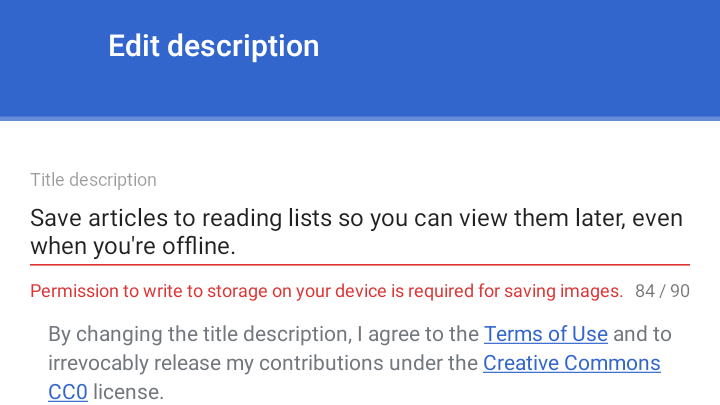 Edit description
Title description
Save articles to reading lists so you can view them later, even
when you're offline.
Permission to write to storage on your device is required for saving images. 84 / 90
By changing the title description, I agree to the Terms of Use and to
irrevocably release my contributions under the Creative Commons
CC0 license.